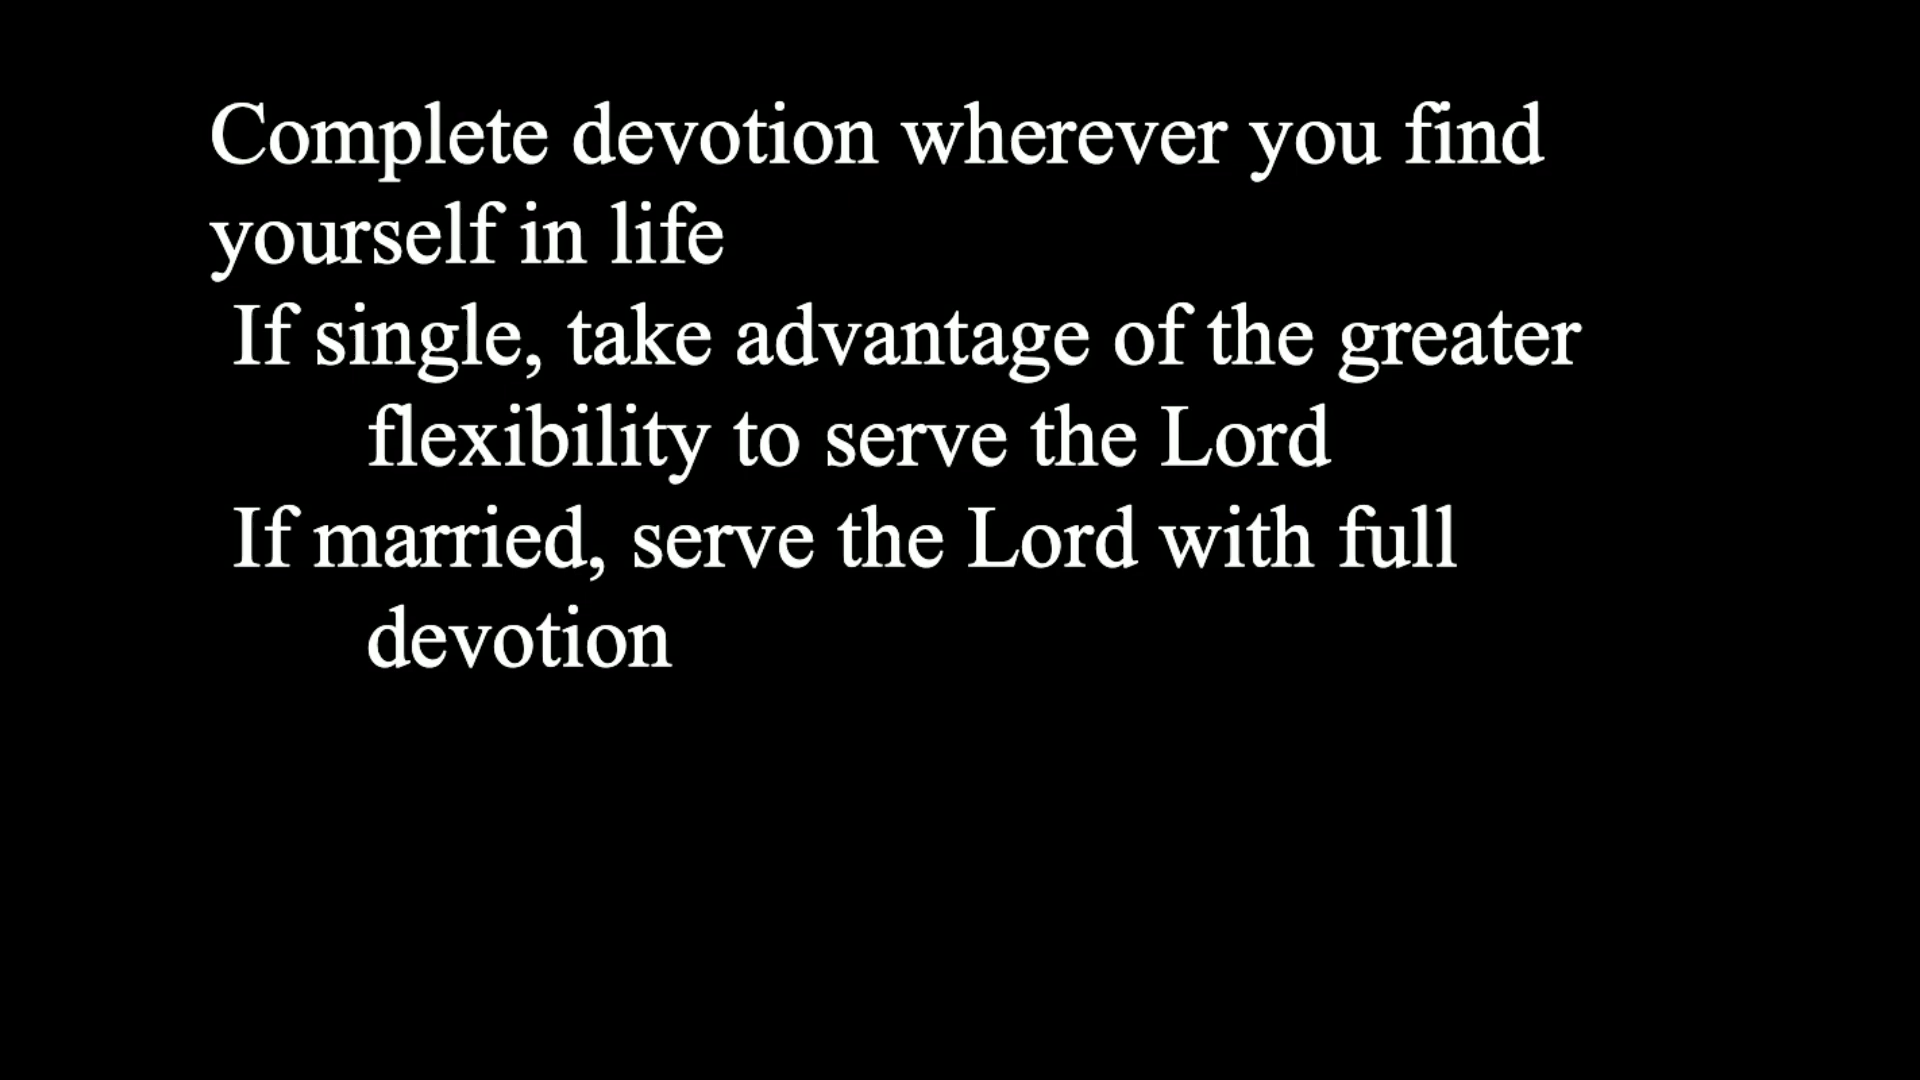 Complete devotion wherever you find
yourself in life
If single, take advantage of the greater
flexibility to serve the Lord
If married, serve the Lord with full
devotion